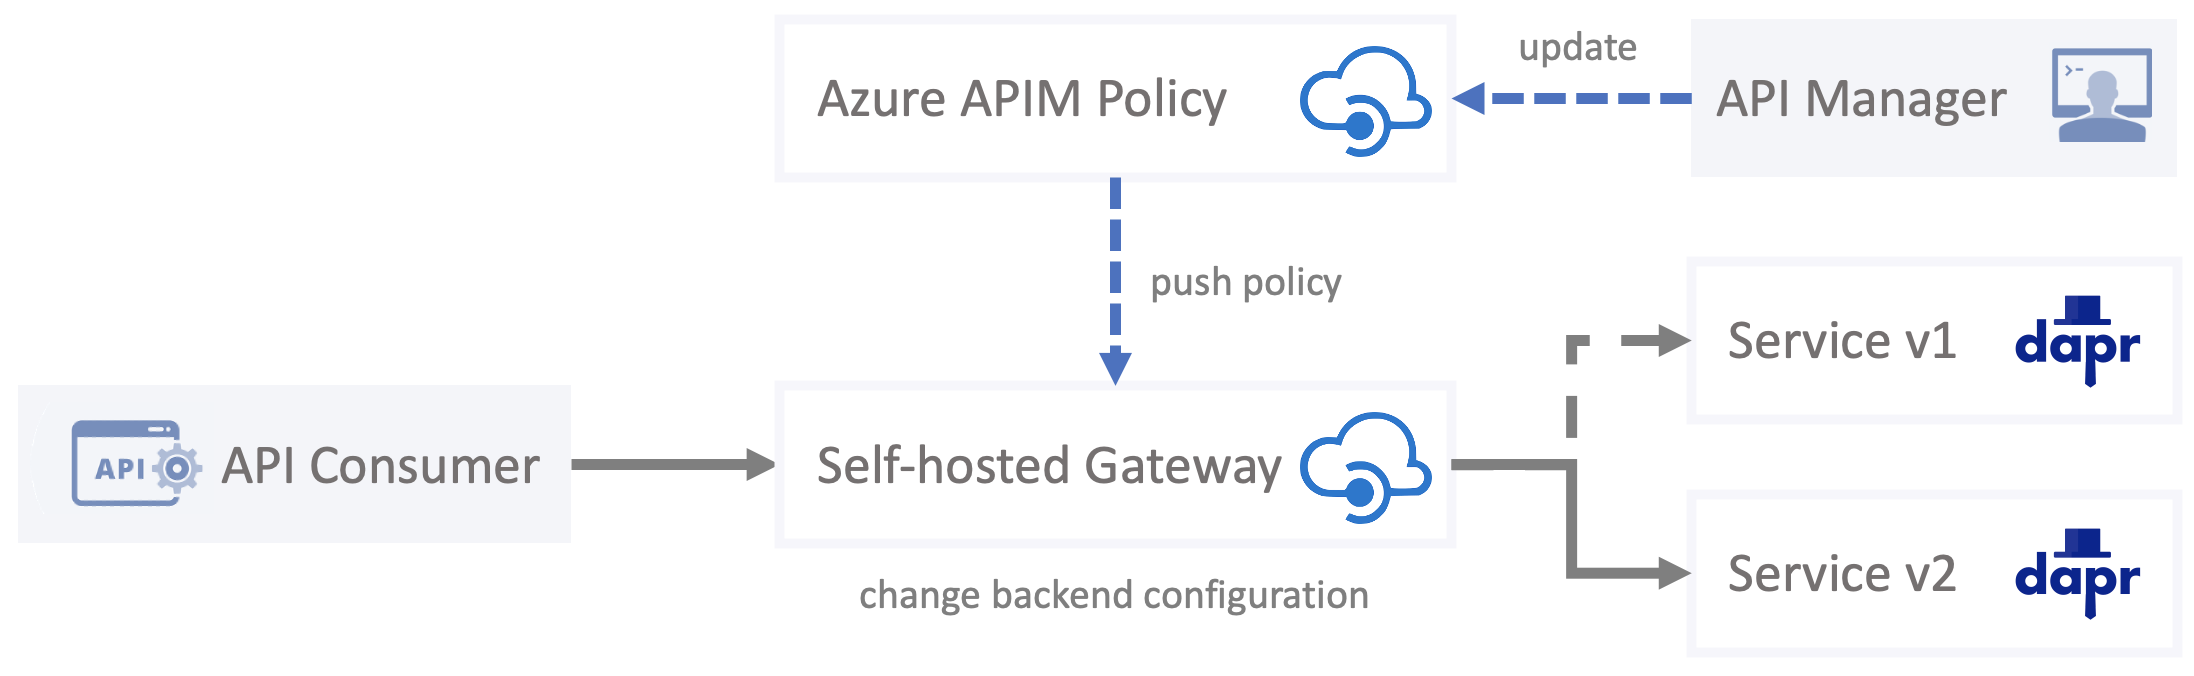 update
Azure APIM Policy
API Manager
>-
push policy
Service v1
dapr
API
API Consumer
Self-hosted Gateway
Service v2
dapr
change backend configuration